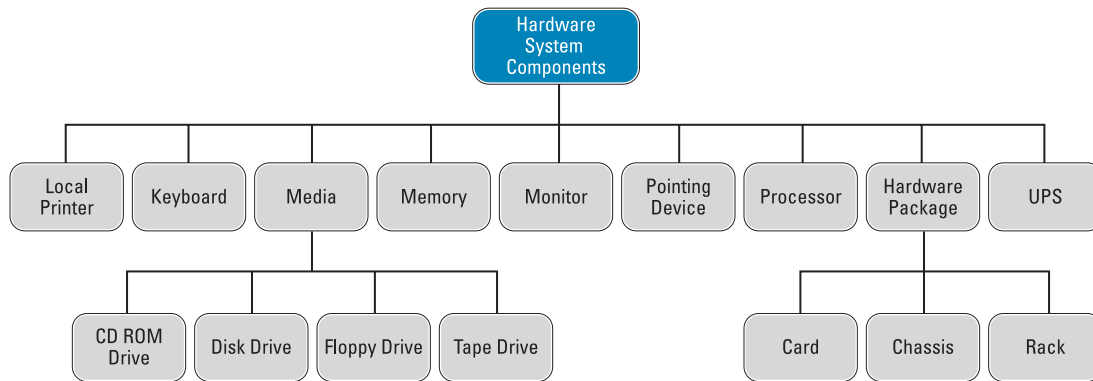 Hardware
System
Components
Local
Printer
Keyboard
Media
Memory
Monitor
Pointing
Device
Processor
Hardware
Package
UPS
CD ROM
Drive
Disk Drive
Floppy Drive
Tape Drive
Card
Chassis
Rack